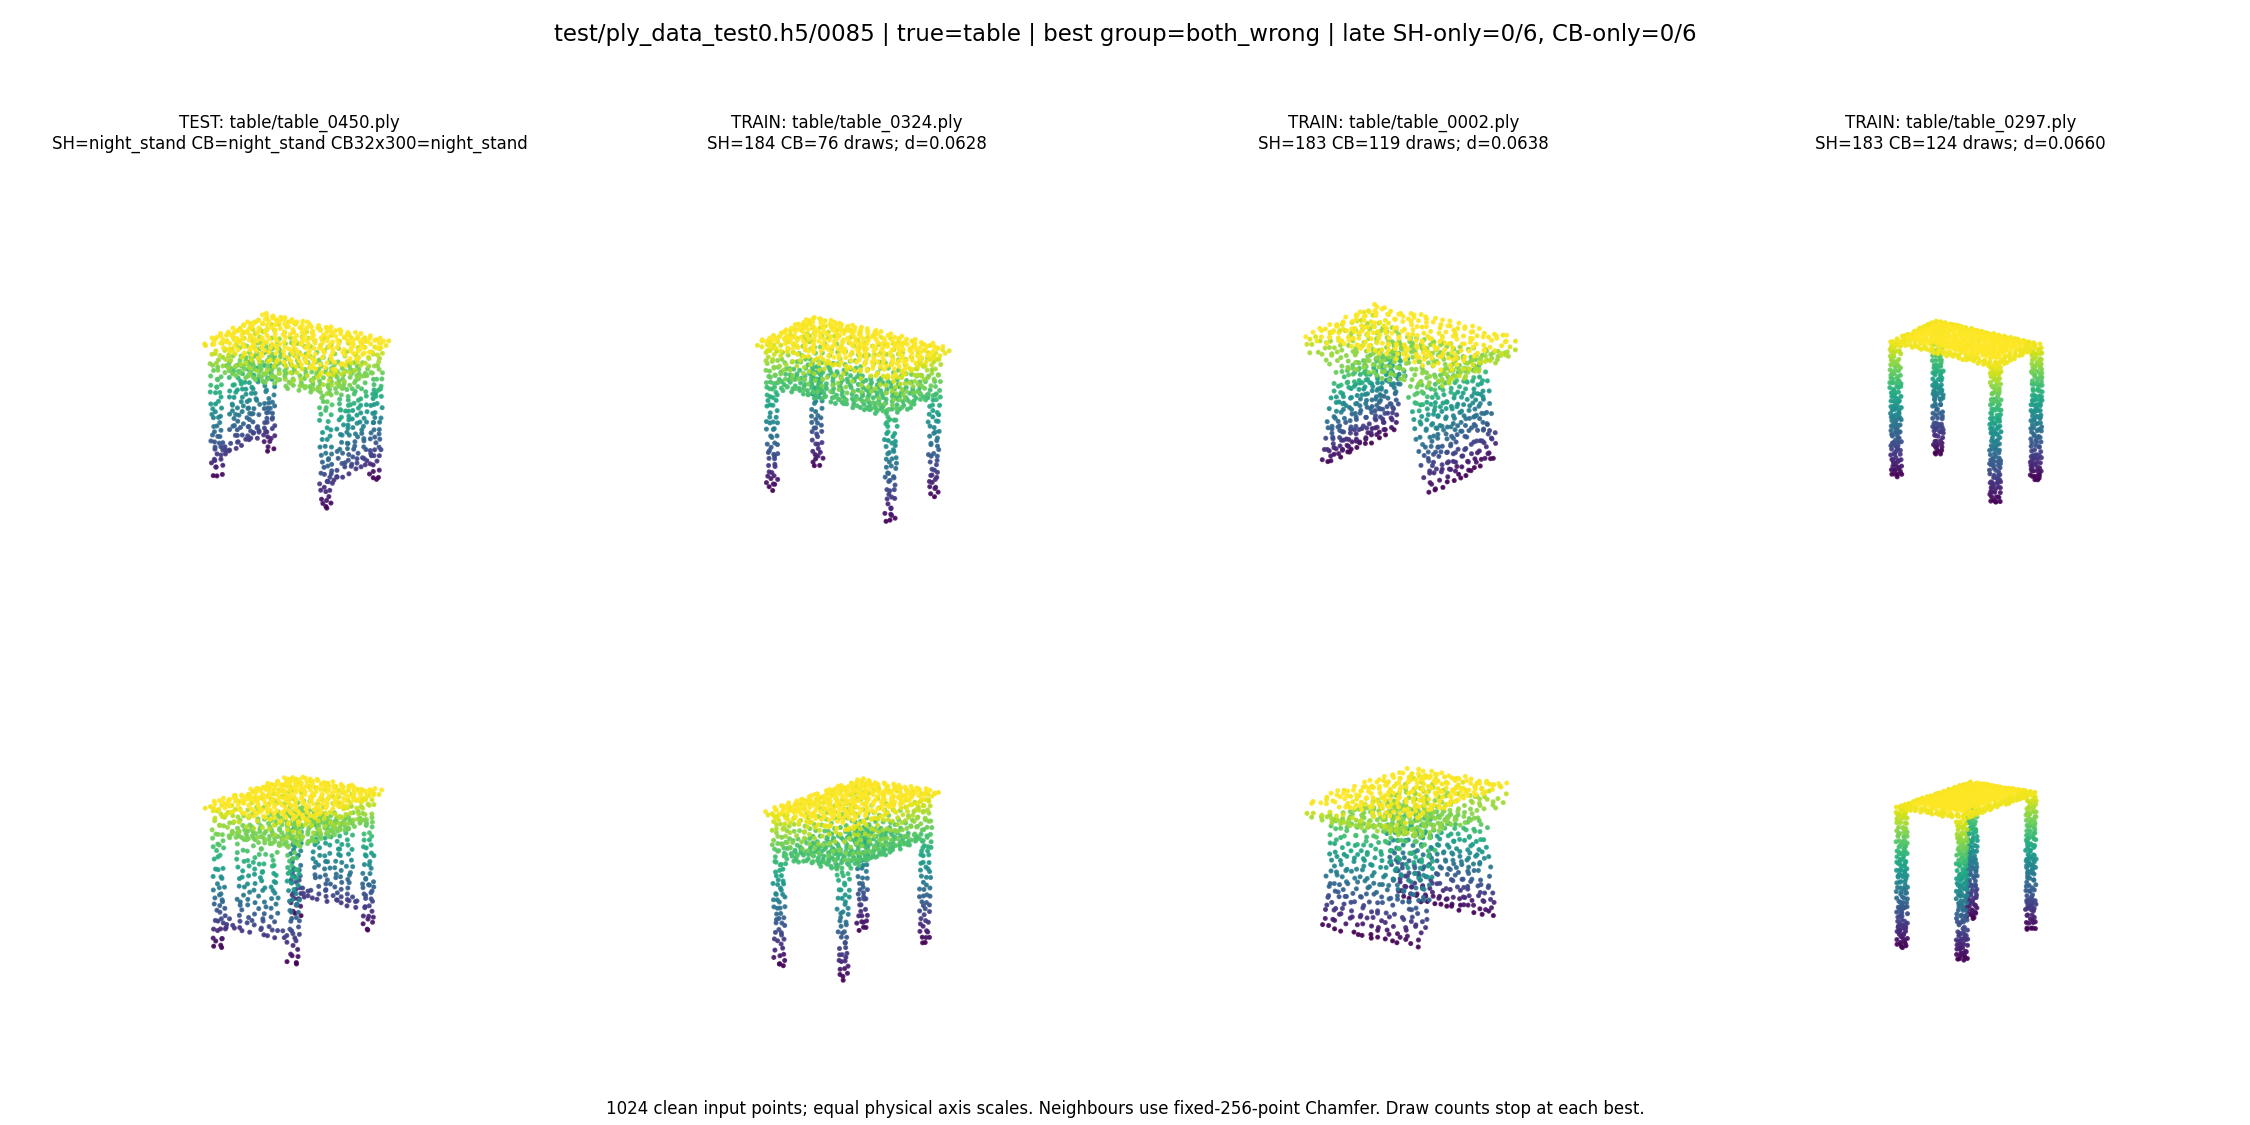 test/ply_data_test0.h5/0085 | true=table | best group=both_wrong | late SH-only=0/6, CB-only=0/6
TEST: table/table_0450.ply
SH=night_stand CB=night_stand CB32x300=night_stand
TRAIN: table/table_0324.ply
SH=184 CB=76 draws; d=0.0628
TRAIN: table/table_0002.ply
SH=183 CB=119 draws; d=0.0638
TRAIN: table/table_0297.ply
SH=183 CB=124 draws; d=0.0660
1024 clean input points; equal physical axis scales. Neighbours use fixed-256-point Chamfer. Draw counts stop at each best.